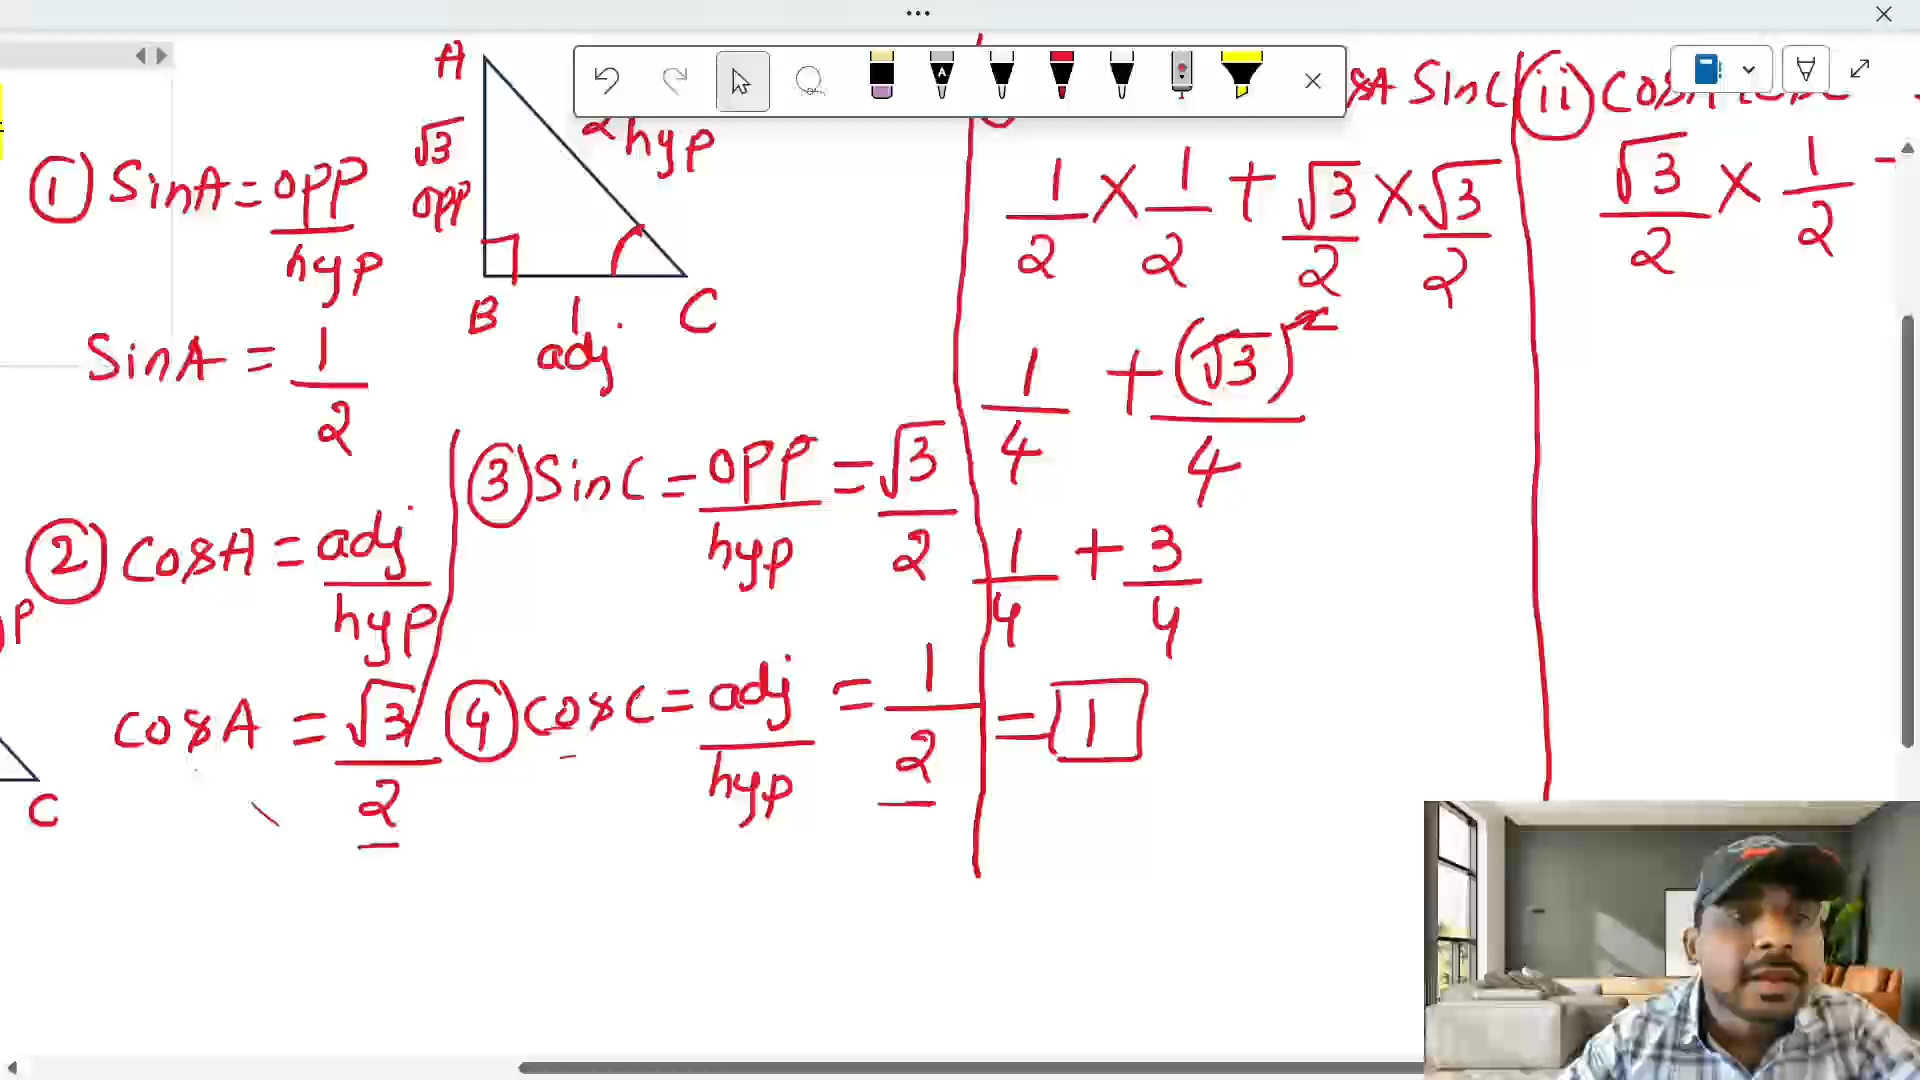 A
√3
opp
hyp
B
1
adj
C
① SinA = opp/hyp
SinA = 1/2
② cosA = adj/hyp
cosA = √3/2
③ SinC = opp/hyp = √3/2
④ cosC = adj/hyp = 1/2
C
A SinC
1/2 × 1/2 + √3/2 × √3/2
1/4 + (√3)²/4
1/4 + 3/4
= 1
ii
√3/2 × 1/2 -